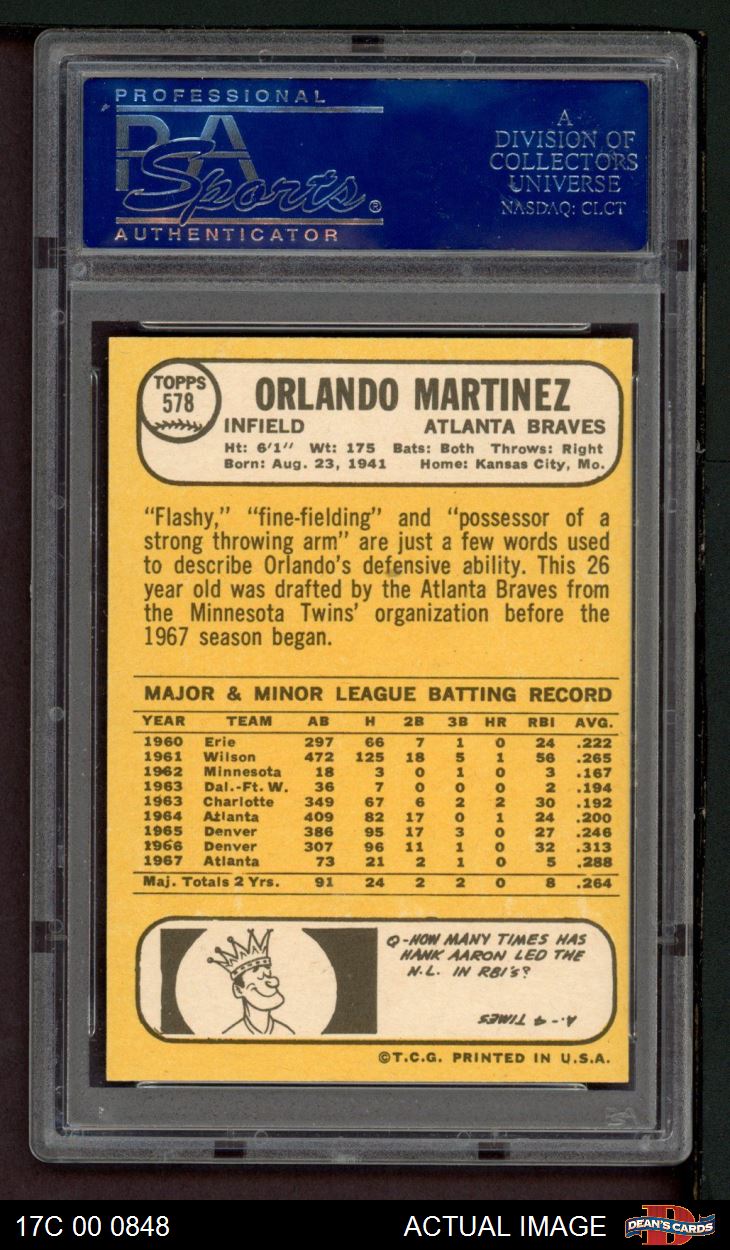 PROFESSIONAL
PSA
Sports®
AUTHENTICATOR
A
DIVISION OF
COLLECTORS
UNIVERSE
NASDAQ: CLCT
TOPPS
578
ORLANDO MARTINEZ
INFIELD ATLANTA BRAVES
Ht: 6'1" Wt: 175 Bats: Both Throws: Right
Born: Aug. 23, 1941 Home: Kansas City, Mo.
"Flashy," "fine-fielding" and "possessor of a
strong throwing arm" are just a few words used
to describe Orlando's defensive ability. This 26
year old was drafted by the Atlanta Braves from
the Minnesota Twins' organization before the
1967 season began.
MAJOR & MINOR LEAGUE BATTING RECORD
YEAR TEAM AB H 2B 3B HR RBI AVG.
1960 Erie 297 66 7 1 0 24 .222
1961 Wilson 472 125 18 5 1 56 .265
1962 Minnesota 18 3 0 1 0 3 .167
1963 Dal.-Ft. W. 36 7 0 0 0 2 .194
1963 Charlotte 349 67 6 2 2 30 .192
1964 Atlanta 409 82 17 0 1 24 .200
1965 Denver 386 95 17 3 0 27 .246
1966 Denver 307 96 11 1 0 32 .313
1967 Atlanta 73 21 2 1 0 5 .288
Maj. Totals 2 Yrs. 91 24 2 2 0 8 .264
Q-HOW MANY TIMES HAS
HANK AARON LED THE
N.L. IN RBI's?
A-4 TIMES
©T.C.G. PRINTED IN U.S.A.
17C 00 0848 ACTUAL IMAGE
DEAN'S CARDS